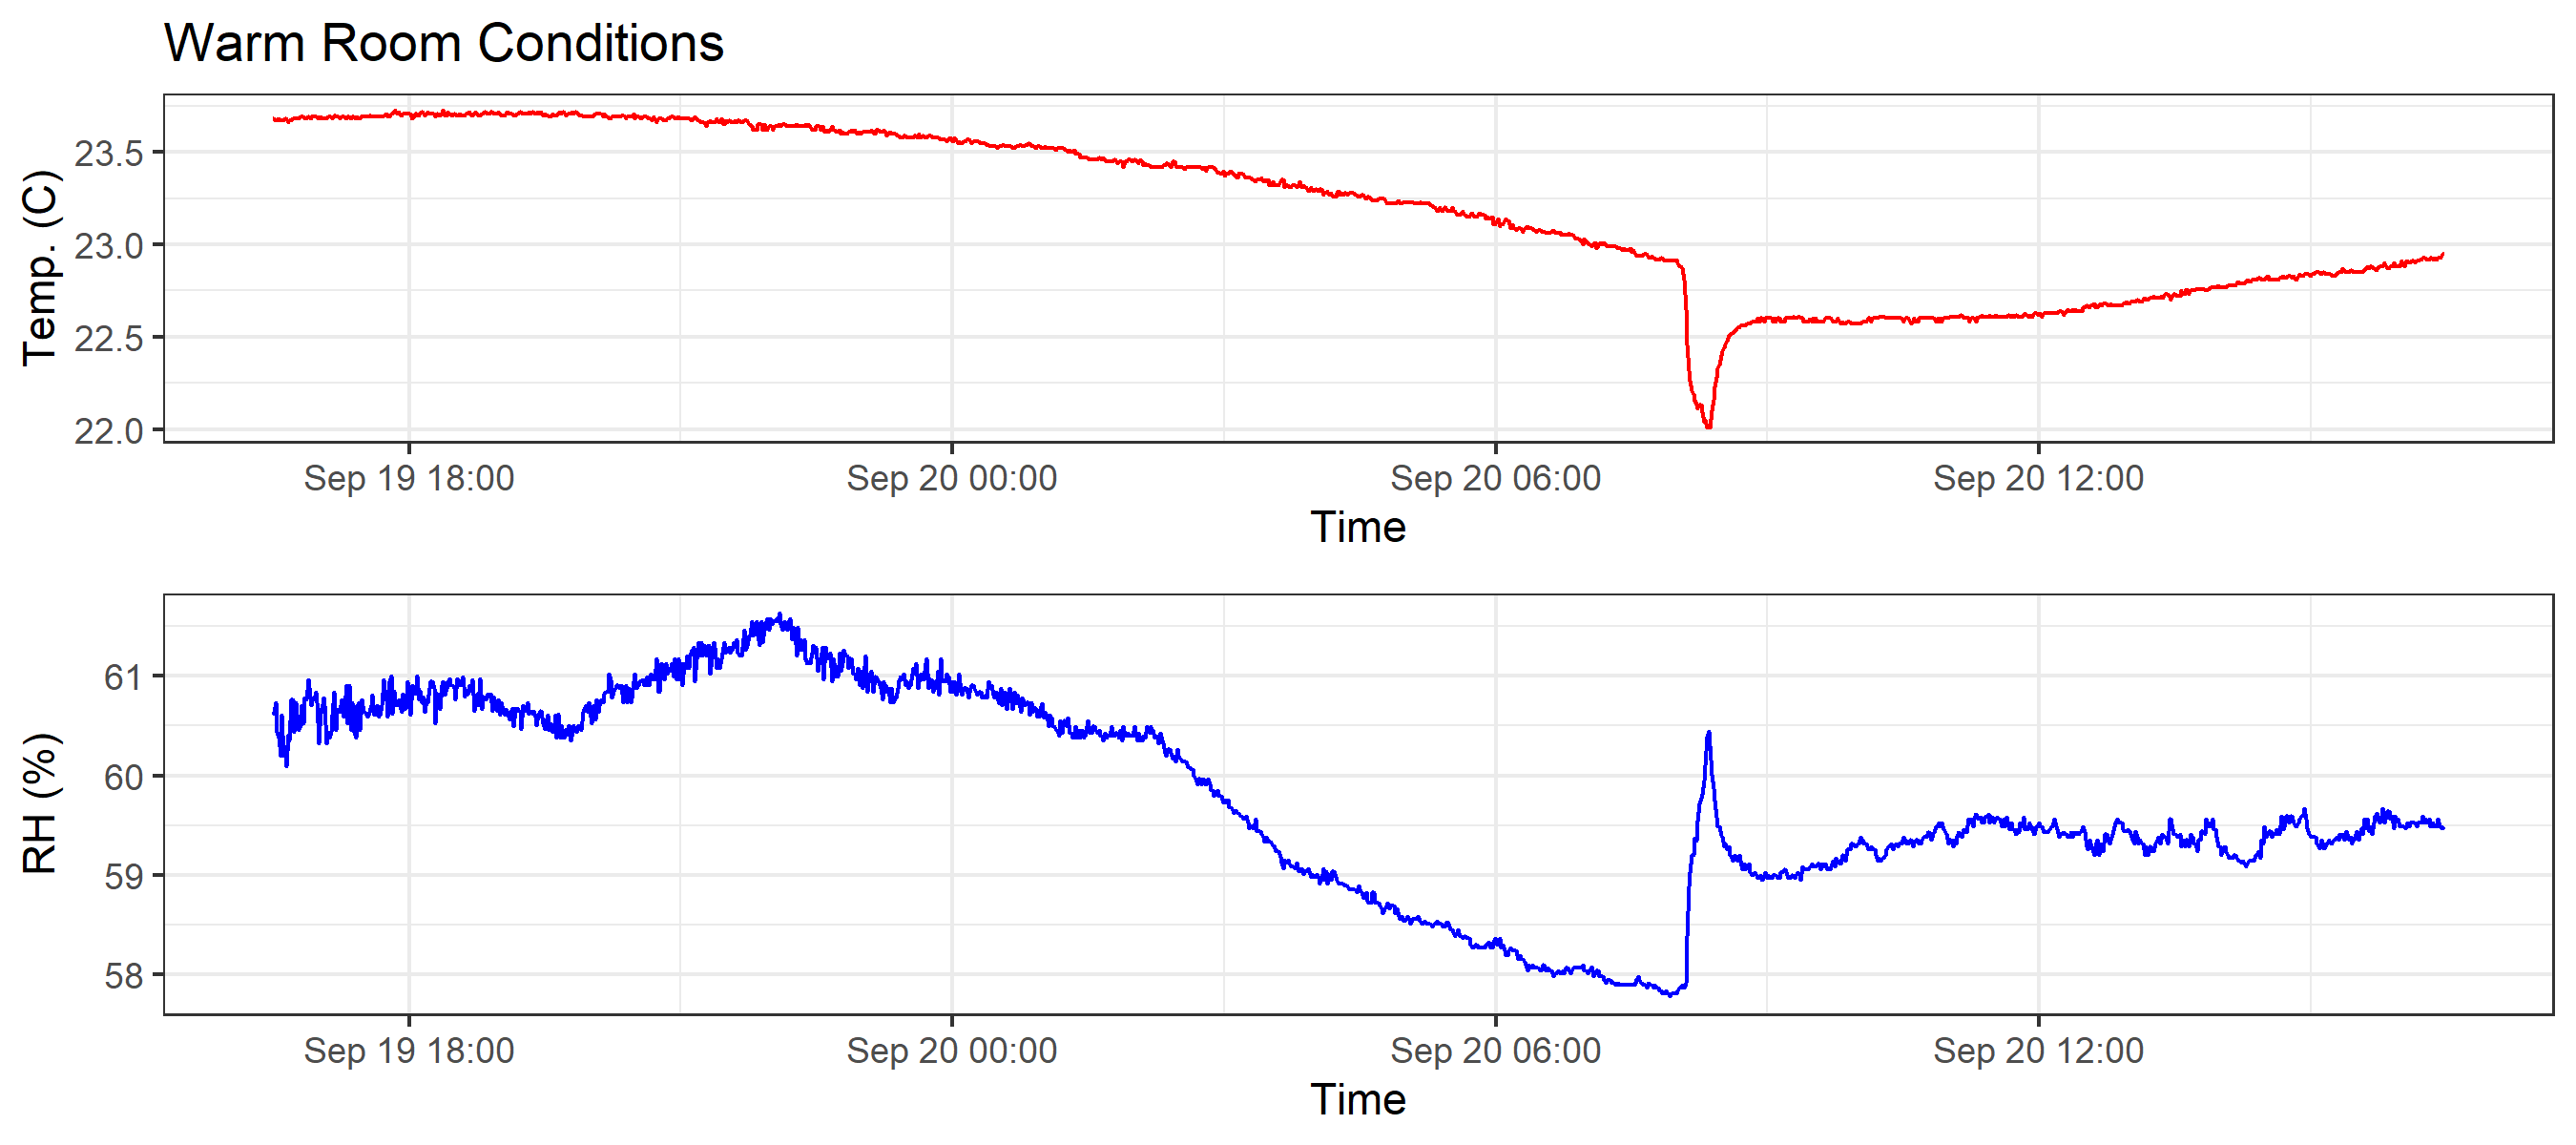 Warm Room Conditions
Temp. (C)
23.5
23.0
22.5
22.0
Sep 19 18:00 Sep 20 00:00 Sep 20 06:00 Sep 20 12:00
Time
RH (%)
61
60
59
58
Sep 19 18:00 Sep 20 00:00 Sep 20 06:00 Sep 20 12:00
Time